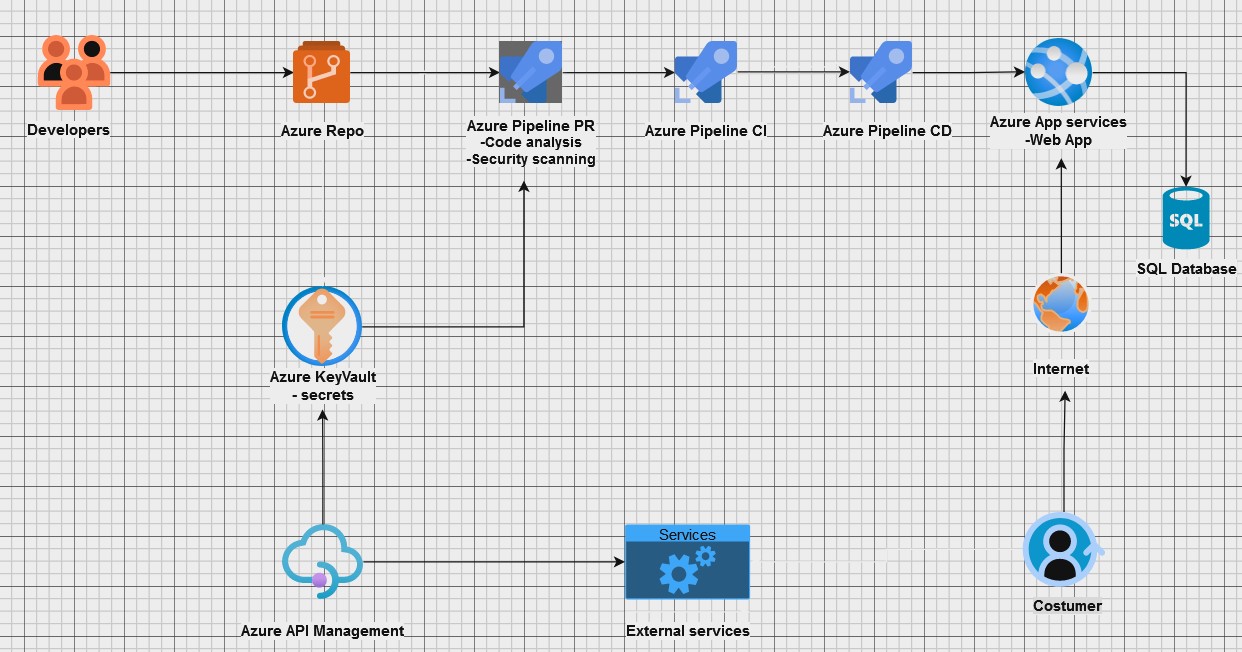 Developers
Azure Repo
Azure Pipeline PR
-Code analysis
-Security scanning
Azure Pipeline CI
Azure Pipeline CD
Azure App services
-Web App
SQL
SQL Database
Azure KeyVault
- secrets
Internet
Services
Azure API Management
External services
Costumer